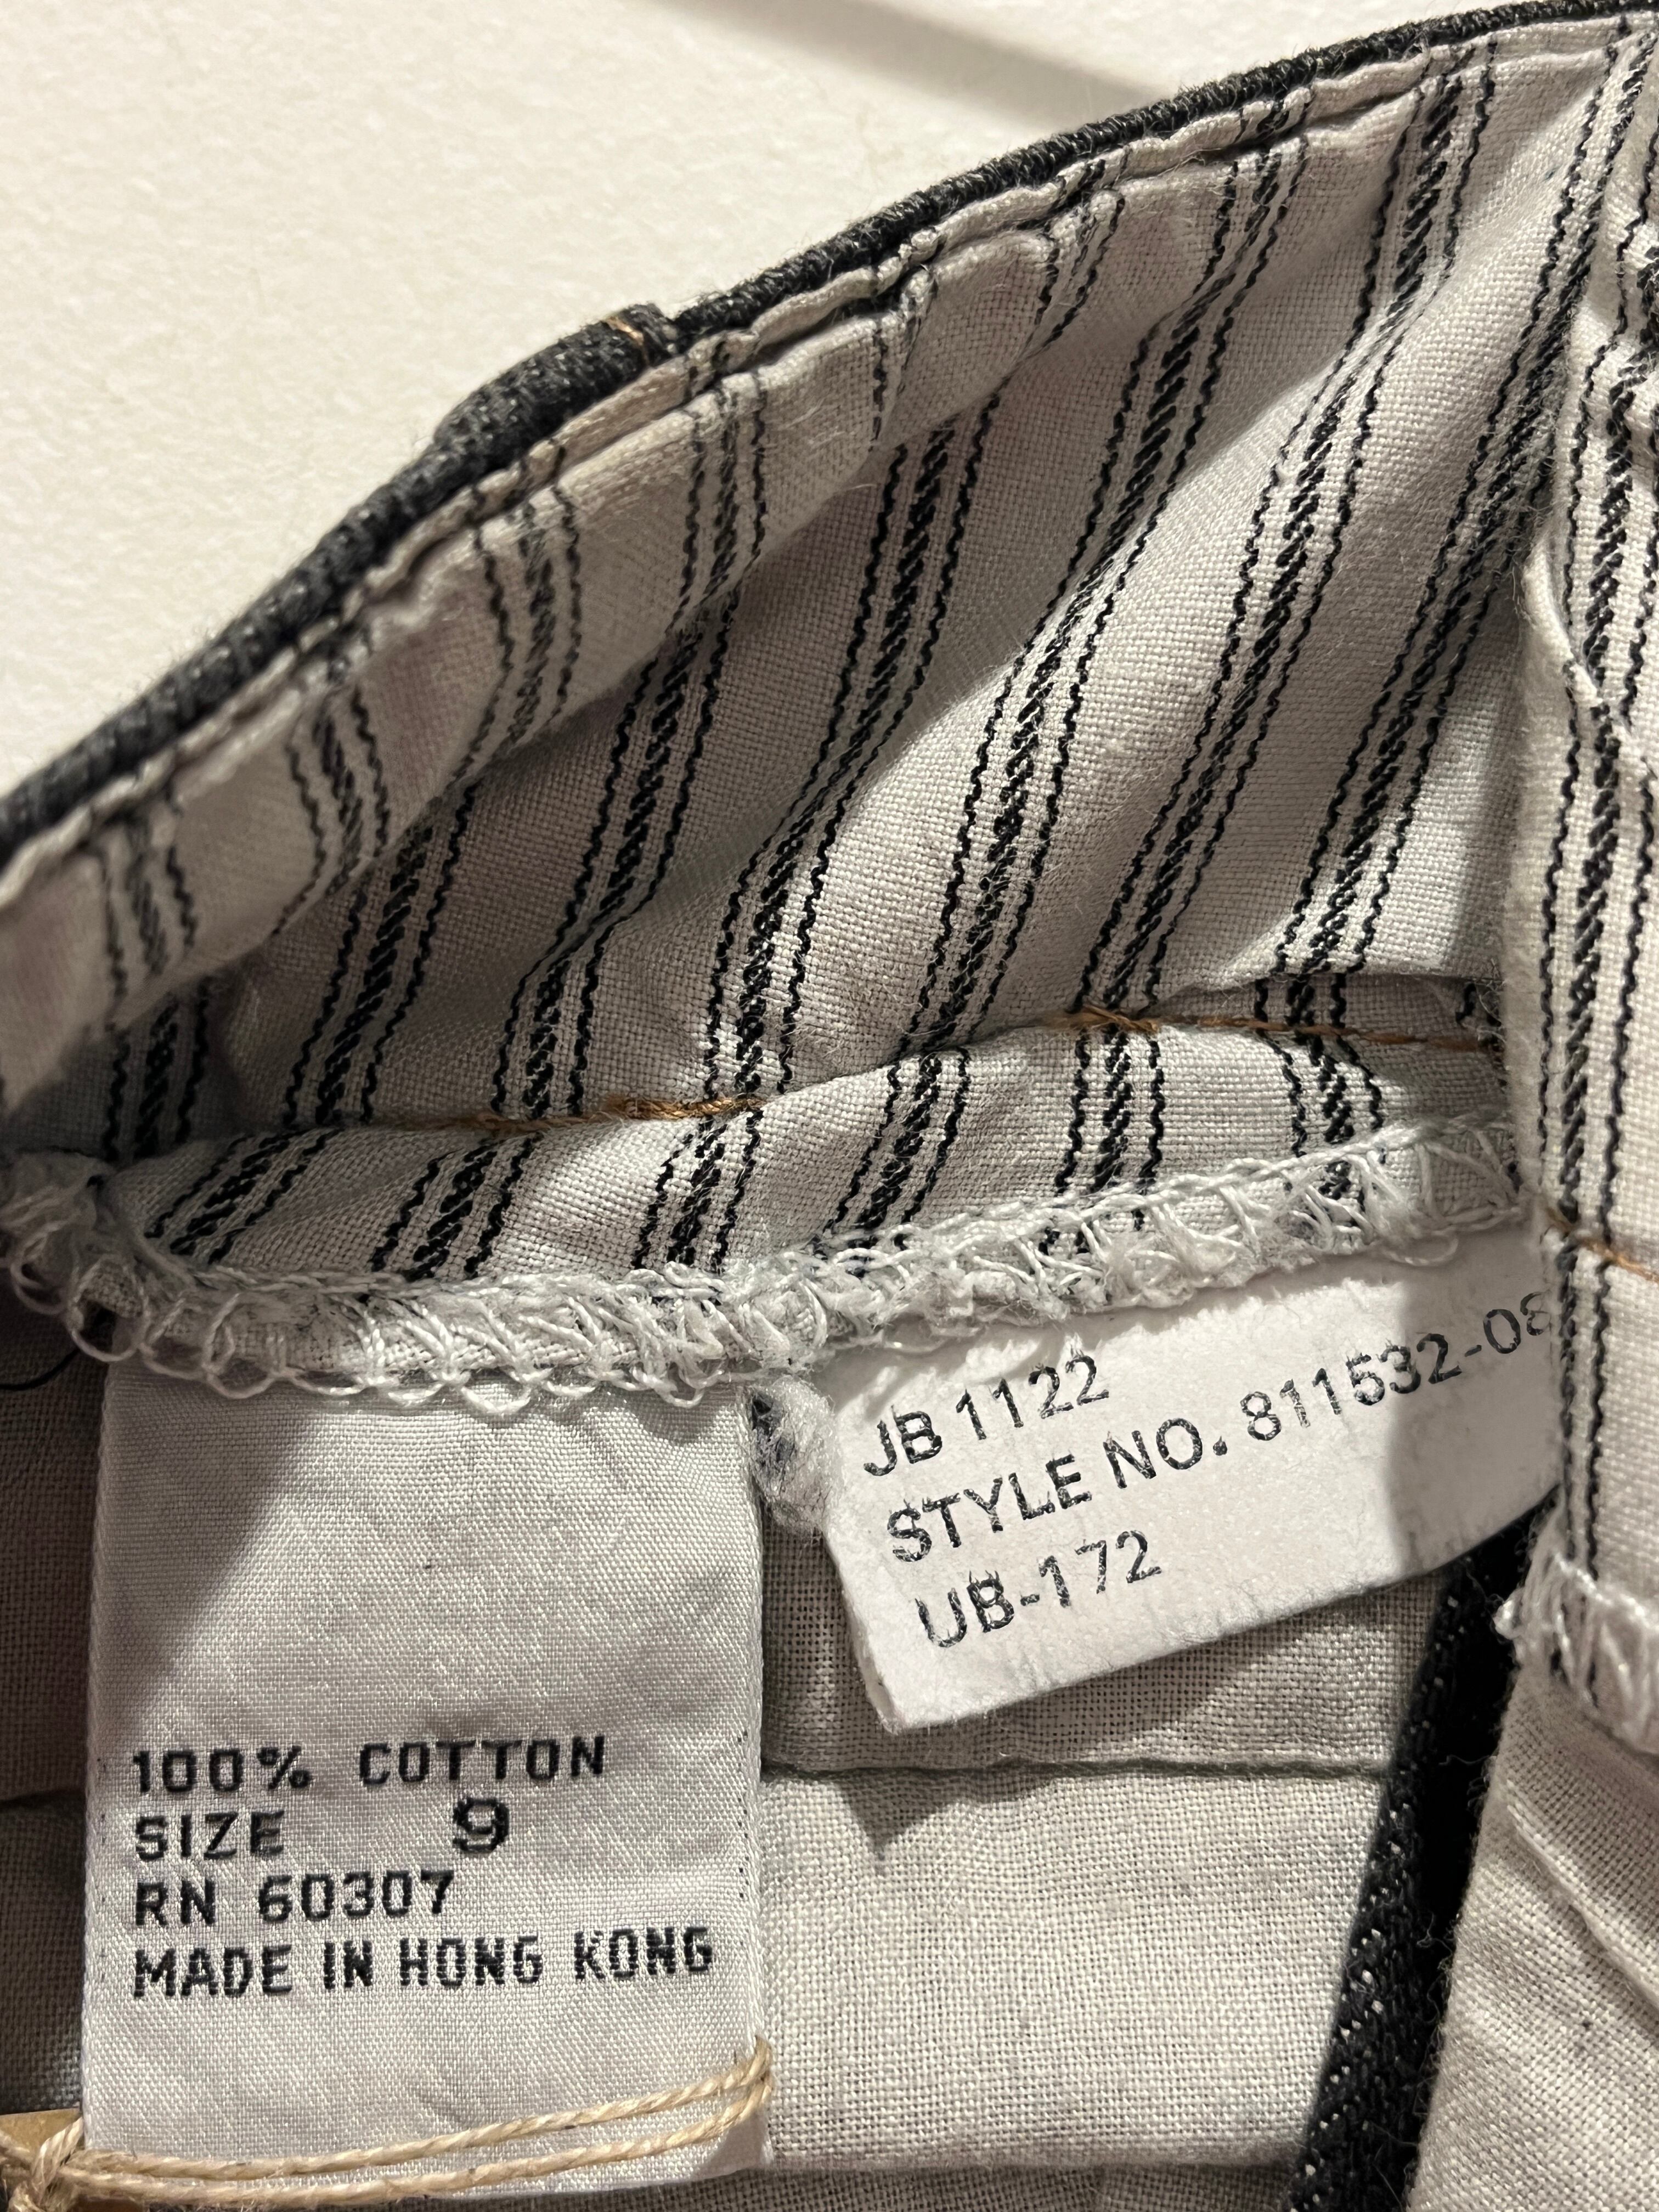 JB 1122
STYLE NO. 811532-08
UB-172
100% COTTON
SIZE 9
RN 60307
MADE IN HONG KONG